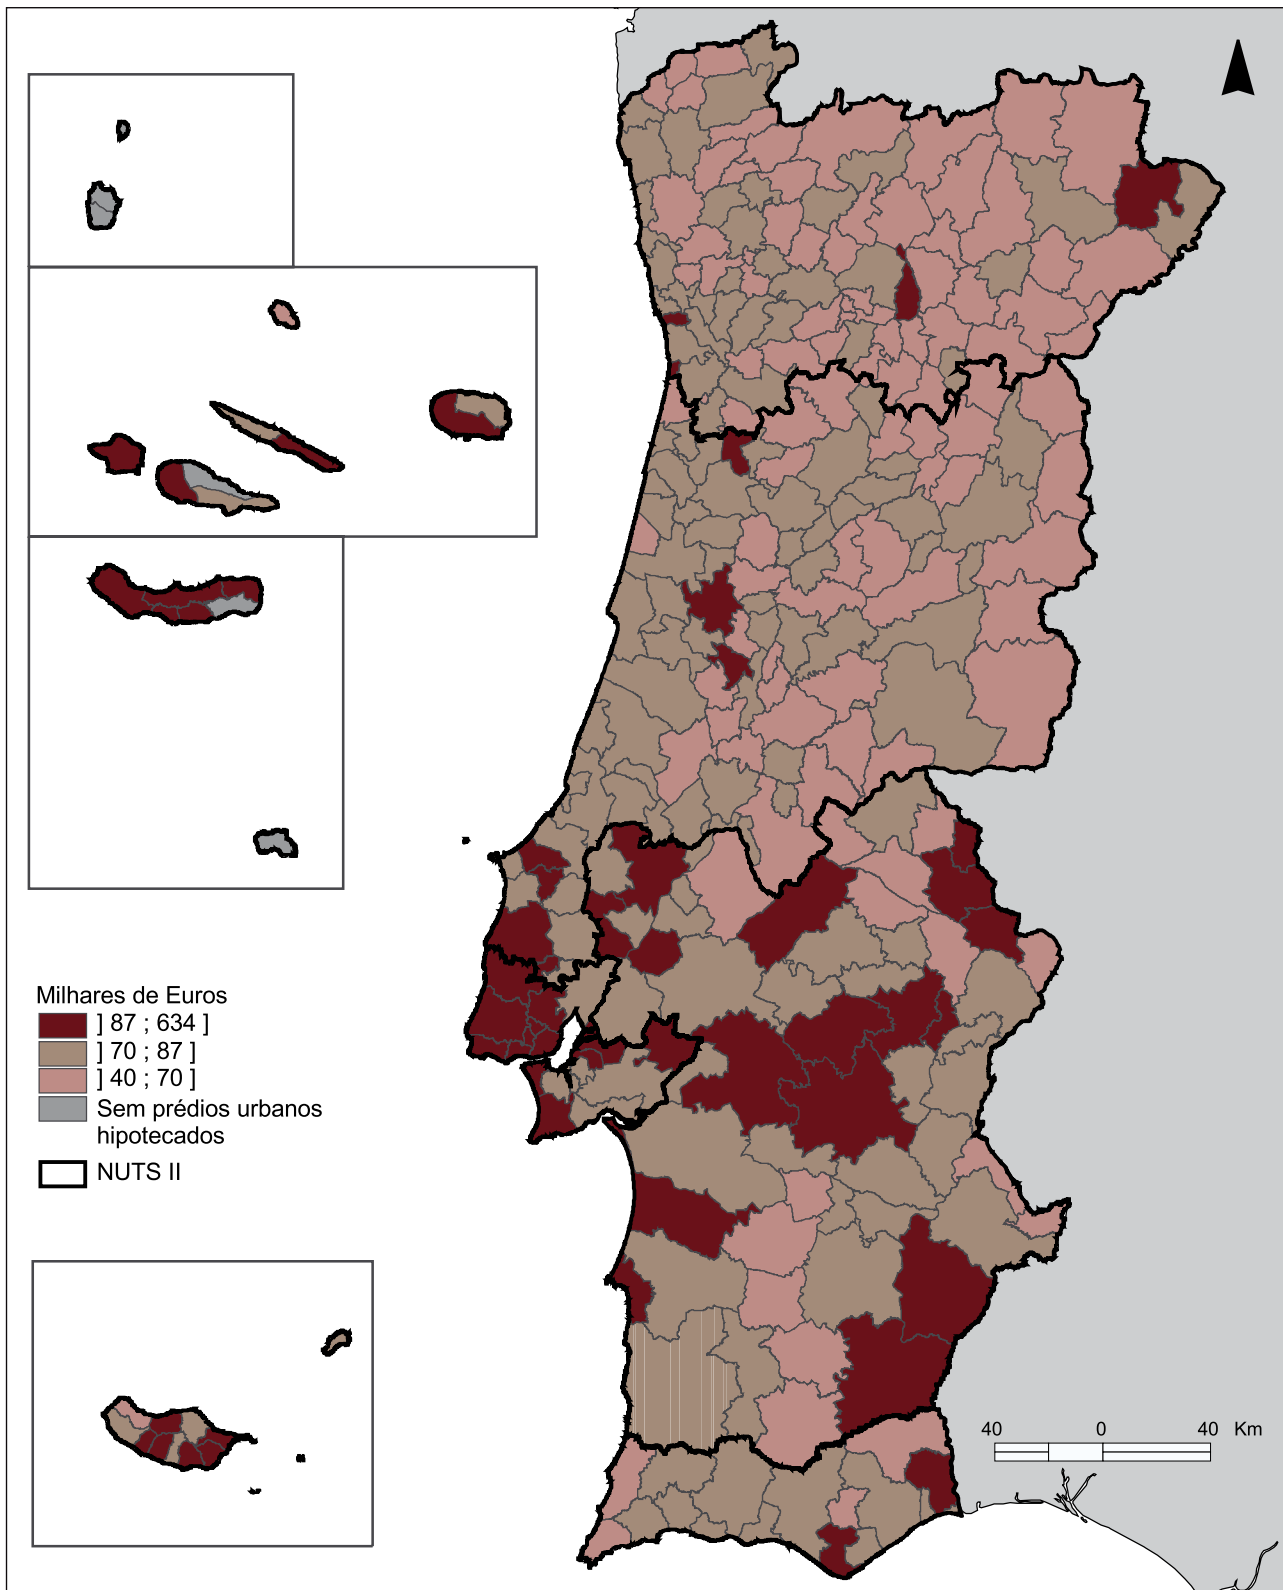 Milhares de Euros
] 87 ; 634 ]
] 70 ; 87 ]
] 40 ; 70 ]
Sem prédios urbanos
hipotecados
NUTS II
40 0 40 Km